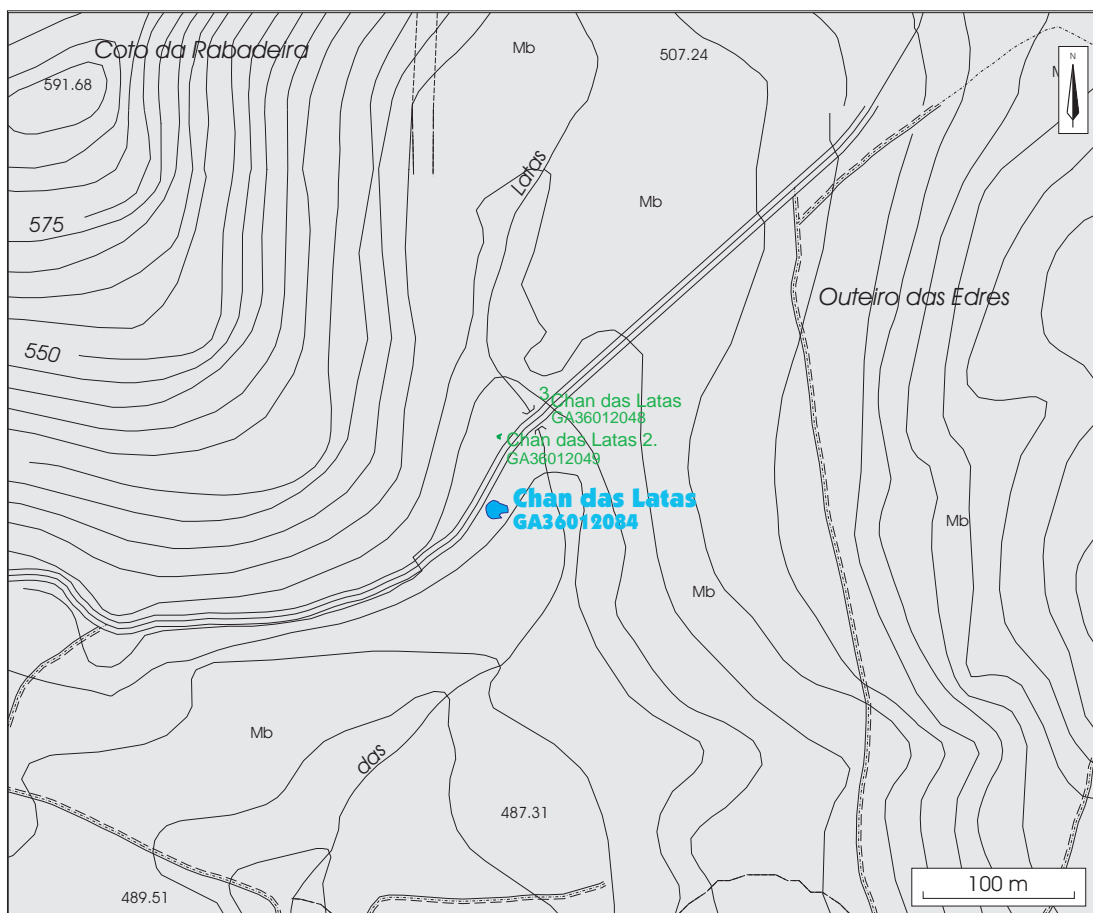 Coto da Rabadeira
Mb
507.24
N
591.68
Latas
Mb
575
Outeiro das Edres
550
3
Chan das Latas
GA36012048
Chan das Latas 2.
GA36012049
Chan das Latas
GA36012084
Mb
Mb
Mb
das
487.31
489.51
100 m